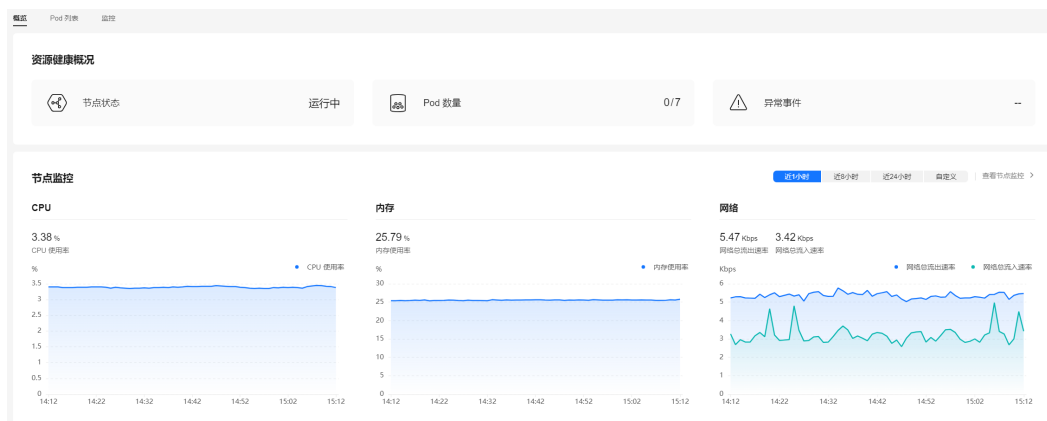 概览 Pod 列表 监控
资源健康概况
节点状态 运行中 Pod 数量 0/7 异常事件 --
节点监控 近1小时 近8小时 近24小时 自定义 查看节点监控 >
CPU 内存 网络
3.38 % 25.79 % 5.47 Kbps 3.42 Kbps
CPU 使用率 内存使用率 网络总流出速率 网络总流入速率
% CPU 使用率 % 内存使用率 Kbps 网络总流出速率 网络总流入速率
3.5 30 6
3 25 5
2.5 20 4
2 15 3
1.5 10 2
1 5 1
0.5 0 0
0
14:12 14:22 14:32 14:42 14:52 15:02 15:12 14:12 14:22 14:32 14:42 14:52 15:02 15:12 14:12 14:22 14:32 14:42 14:52 15:02 15:12